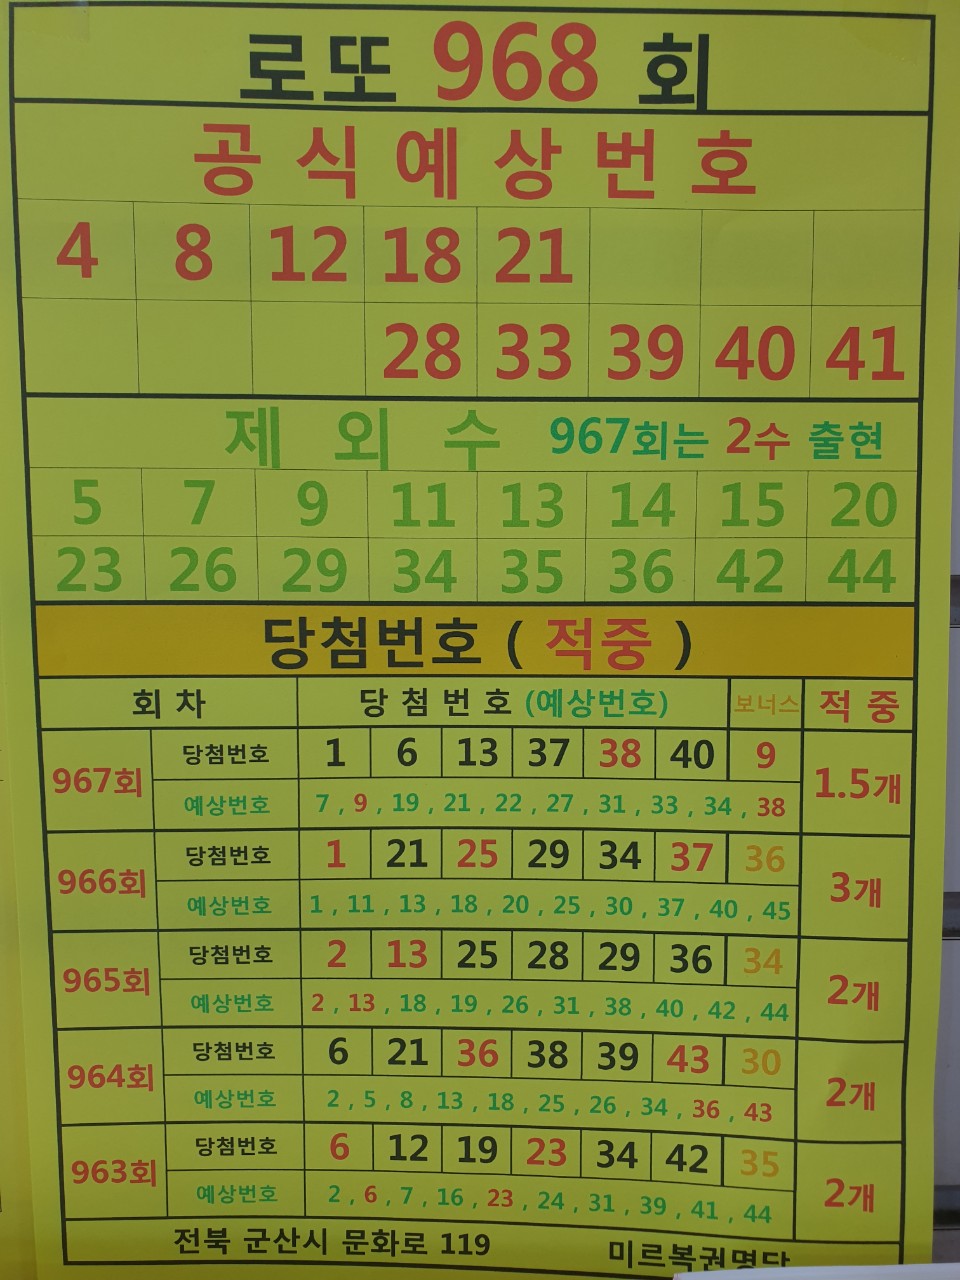 로또 968 회
공식예상번호
4 8 12 18 21
28 33 39 40 41
제 외 수 967회는 2수 출현
5 7 9 11 13 14 15 20
23 26 29 34 35 36 42 44
당첨번호 ( 적중 )
회 차 당 첨 번 호 (예상번호) 보너스 적 중
967회 당첨번호 1 6 13 37 38 40 9 1.5개
예상번호 7 , 9 , 19 , 21 , 22 , 27 , 31 , 33 , 34 , 38
966회 당첨번호 1 21 25 29 34 37 36 3개
예상번호 1 , 11 , 13 , 18 , 20 , 25 , 30 , 37 , 40 , 45
965회 당첨번호 2 13 25 28 29 36 34 2개
예상번호 2 , 13 , 18 , 19 , 26 , 31 , 38 , 40 , 42 , 44
964회 당첨번호 6 21 36 38 39 43 30 2개
예상번호 2 , 5 , 8 , 13 , 18 , 25 , 26 , 34 , 36 , 43
963회 당첨번호 6 12 19 23 34 42 35 2개
예상번호 2 , 6 , 7 , 16 , 23 , 24 , 31 , 39 , 41 , 44
전북 군산시 문화로 119 미르복권명당